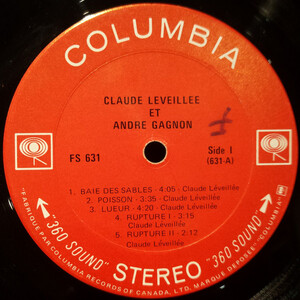 COLUMBIA
CLAUDE LEVEILLEE
ET
ANDRE GAGNON
FS 631
Side 1
(631-A)
1. BAIE DES SABLES - 4:05 - Claude Léveillée
2. POISSON - 3:35 - Claude Léveillée
3. LUEUR - 4:20 - Claude Léveillée
4. RUPTURE I - 3:15
Claude Léveillée
5. RUPTURE II - 2:12
Claude Léveillée
"360 SOUND" STEREO "360 SOUND"
FABRIQUÉ PAR COLUMBIA RECORDS OF CANADA, LTD. MARQUE DEPOSÉE